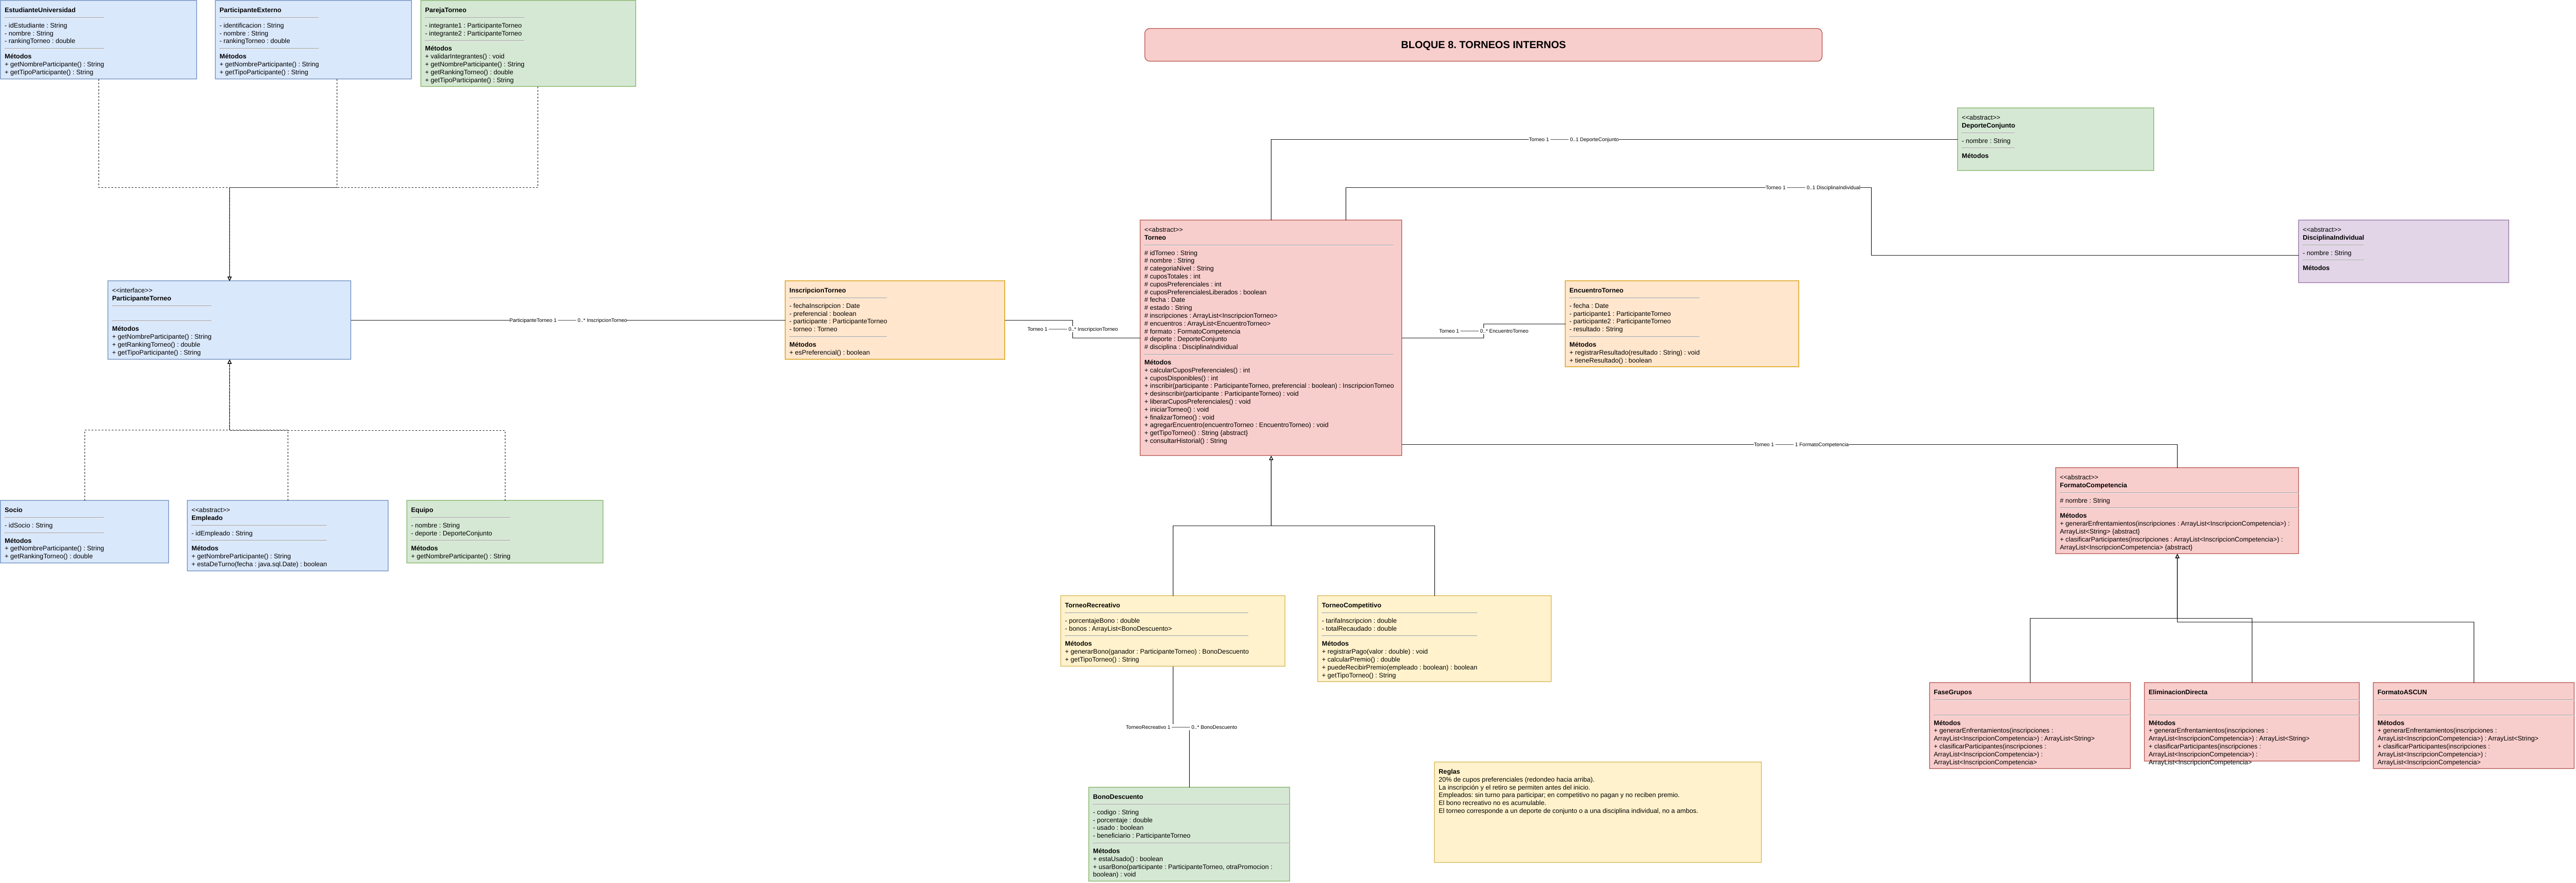 EstudianteUniversidad
- idEstudiante : String
- nombre : String
- rankingTorneo : double
Métodos
+ getNombreParticipante() : String
+ getTipoParticipante() : String
ParticipanteExterno
- identificacion : String
- nombre : String
- rankingTorneo : double
Métodos
+ getNombreParticipante() : String
+ getTipoParticipante() : String
ParejaTorneo
- integrante1 : ParticipanteTorneo
- integrante2 : ParticipanteTorneo
Métodos
+ validarIntegrantes() : void
+ getNombreParticipante() : String
+ getRankingTorneo() : double
+ getTipoParticipante() : String
BLOQUE 8. TORNEOS INTERNOS
<<abstract>>
DeporteConjunto
- nombre : String
Métodos
Torneo 1 ——— 0..1 DeporteConjunto
Torneo 1 ——— 0..1 DisciplinaIndividual
<<abstract>>
DisciplinaIndividual
- nombre : String
Métodos
<<interface>>
ParticipanteTorneo
Métodos
+ getNombreParticipante() : String
+ getRankingTorneo() : double
+ getTipoParticipante() : String
ParticipanteTorneo 1 ——— 0..* InscripcionTorneo
InscripcionTorneo
- fechaInscripcion : Date
- preferencial : boolean
- participante : ParticipanteTorneo
- torneo : Torneo
Métodos
+ esPreferencial() : boolean
Torneo 1 ——— 0..* InscripcionTorneo
<<abstract>>
Torneo
# idTorneo : String
# nombre : String
# categoriaNivel : String
# cuposTotales : int
# cuposPreferenciales : int
# cuposPreferencialesLiberados : boolean
# fecha : Date
# estado : String
# inscripciones : ArrayList<InscripcionTorneo>
# encuentros : ArrayList<EncuentroTorneo>
# formato : FormatoCompetencia
# deporte : DeporteConjunto
# disciplina : DisciplinaIndividual
Métodos
+ calcularCuposPreferenciales() : int
+ cuposDisponibles() : int
+ inscribir(participante : ParticipanteTorneo, preferencial : boolean) : InscripcionTorneo
+ desinscribir(participante : ParticipanteTorneo) : void
+ liberarCuposPreferenciales() : void
+ iniciarTorneo() : void
+ finalizarTorneo() : void
+ agregarEncuentro(encuentroTorneo : EncuentroTorneo) : void
+ getTipoTorneo() : String {abstract}
+ consultarHistorial() : String
Torneo 1 ——— 0..* EncuentroTorneo
EncuentroTorneo
- fecha : Date
- participante1 : ParticipanteTorneo
- participante2 : ParticipanteTorneo
- resultado : String
Métodos
+ registrarResultado(resultado : String) : void
+ tieneResultado() : boolean
Torneo 1 ——— 1 FormatoCompetencia
<<abstract>>
FormatoCompetencia
# nombre : String
Métodos
+ generarEnfrentamientos(inscripciones : ArrayList<InscripcionCompetencia>) :
ArrayList<String> {abstract}
+ clasificarParticipantes(inscripciones : ArrayList<InscripcionCompetencia>) :
ArrayList<InscripcionCompetencia> {abstract}
Socio
- idSocio : String
Métodos
+ getNombreParticipante() : String
+ getRankingTorneo() : double
<<abstract>>
Empleado
- idEmpleado : String
Métodos
+ getNombreParticipante() : String
+ estaDeTurno(fecha : java.sql.Date) : boolean
Equipo
- nombre : String
- deporte : DeporteConjunto
Métodos
+ getNombreParticipante() : String
TorneoRecreativo
- porcentajeBono : double
- bonos : ArrayList<BonoDescuento>
Métodos
+ generarBono(ganador : ParticipanteTorneo) : BonoDescuento
+ getTipoTorneo() : String
TorneoCompetitivo
- tarifaInscripcion : double
- totalRecaudado : double
Métodos
+ registrarPago(valor : double) : void
+ calcularPremio() : double
+ puedeRecibirPremio(empleado : boolean) : boolean
+ getTipoTorneo() : String
FaseGrupos
Métodos
+ generarEnfrentamientos(inscripciones :
ArrayList<InscripcionCompetencia>) : ArrayList<String>
+ clasificarParticipantes(inscripciones :
ArrayList<InscripcionCompetencia>) :
ArrayList<InscripcionCompetencia>
EliminacionDirecta
Métodos
+ generarEnfrentamientos(inscripciones :
ArrayList<InscripcionCompetencia>) : ArrayList<String>
+ clasificarParticipantes(inscripciones :
ArrayList<InscripcionCompetencia>) :
ArrayList<InscripcionCompetencia>
FormatoASCUN
Métodos
+ generarEnfrentamientos(inscripciones :
ArrayList<InscripcionCompetencia>) : ArrayList<String>
+ clasificarParticipantes(inscripciones :
ArrayList<InscripcionCompetencia>) :
ArrayList<InscripcionCompetencia>
TorneoRecreativo 1 ——— 0..* BonoDescuento
BonoDescuento
- codigo : String
- porcentaje : double
- usado : boolean
- beneficiario : ParticipanteTorneo
Métodos
+ estaUsado() : boolean
+ usarBono(participante : ParticipanteTorneo, otraPromocion :
boolean) : void
Reglas
20% de cupos preferenciales (redondeo hacia arriba).
La inscripción y el retiro se permiten antes del inicio.
Empleados: sin turno para participar; en competitivo no pagan y no reciben premio.
El bono recreativo no es acumulable.
El torneo corresponde a un deporte de conjunto o a una disciplina individual, no a ambos.